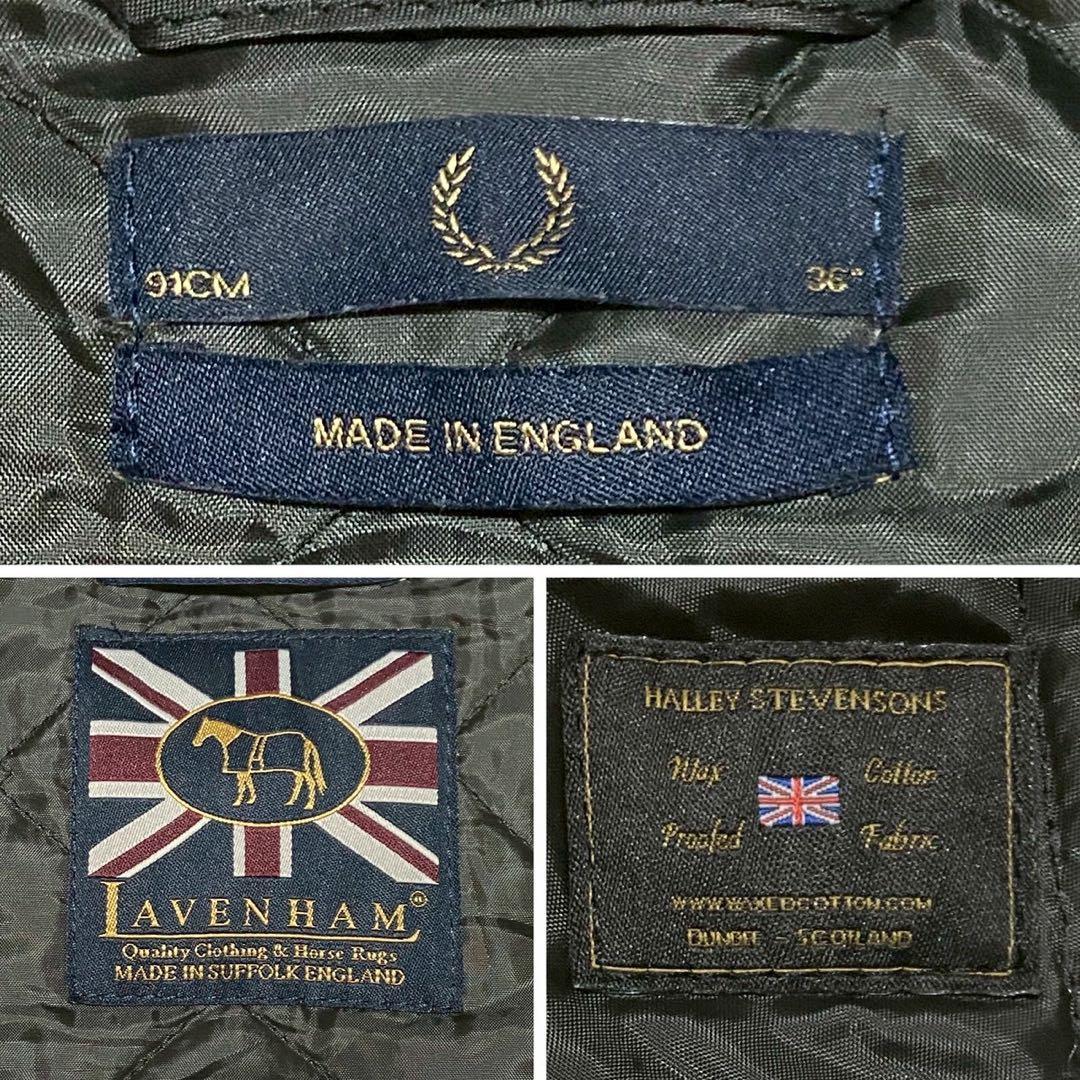 91CM 36"
MADE IN ENGLAND
LAVENHAM®
Quality Clothing & Horse Rugs
MADE IN SUFFOLK ENGLAND
HALLEY STEVENSONS
Wax Cotton
Proofed Fabric
WWW.WAXEDCOTTON.COM
DUNDEE - SCOTLAND